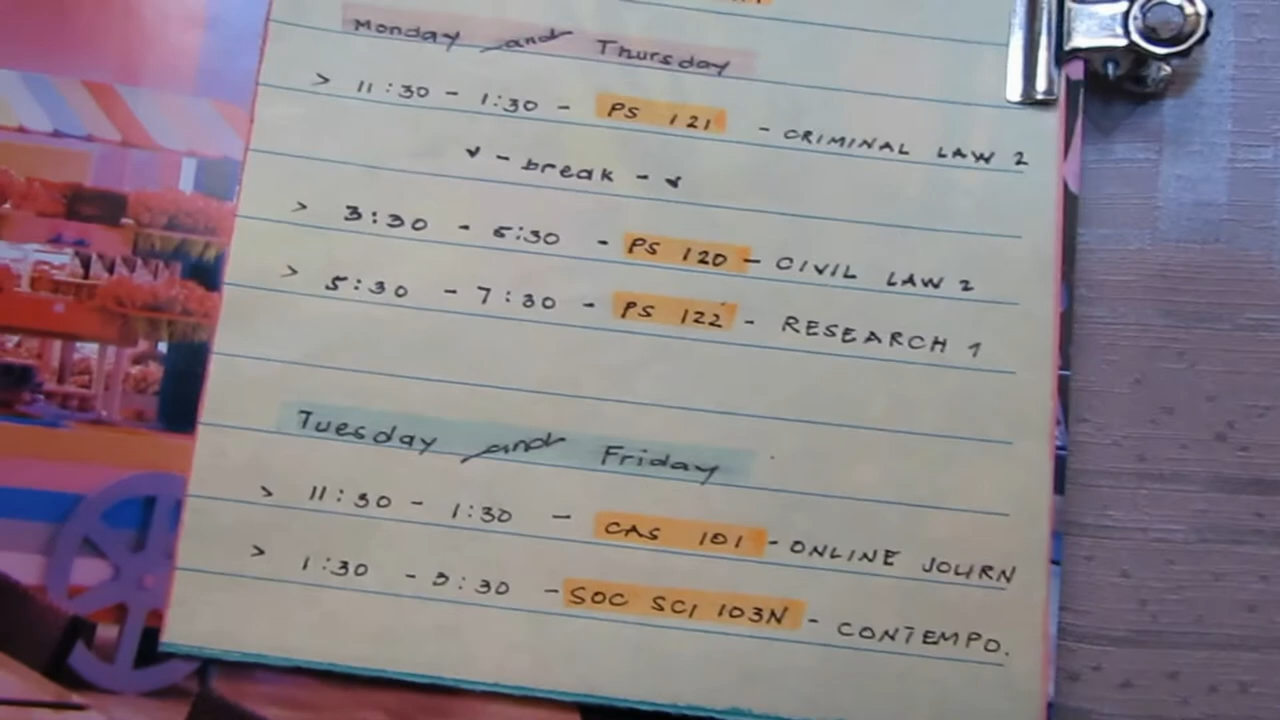 Monday and Thursday
> 11:30 - 1:30 - PS 121 - CRIMINAL LAW 2
- break -
> 3:30 - 5:30 - PS 120 - CIVIL LAW 2
> 5:30 - 7:30 - PS 122 - RESEARCH 1
Tuesday and Friday
> 11:30 - 1:30 - CAS 101 - ONLINE JOURN
> 1:30 - 3:30 - SOC SCI 103N - CONTEMPO.